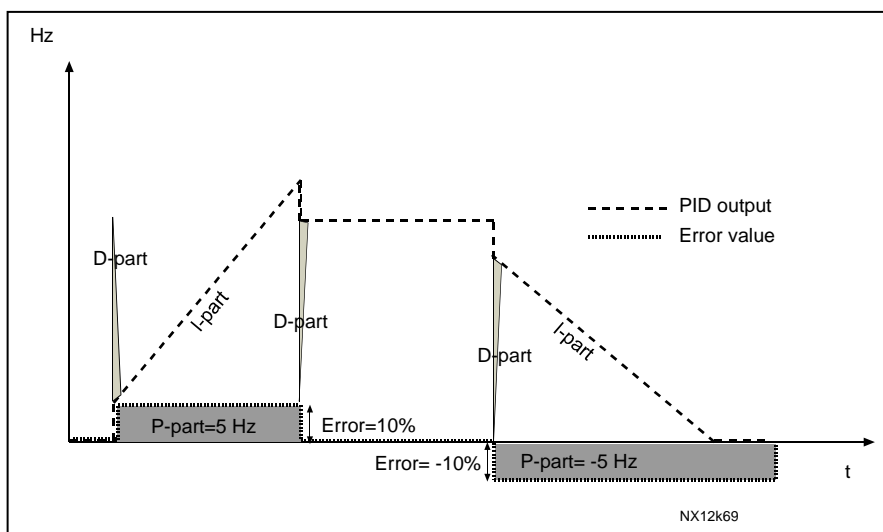 Hz
PID output
Error value
D-part
I-part
D-part
D-part
I-part
P-part=5 Hz
Error=10%
Error= -10%
P-part= -5 Hz
t
NX12k69